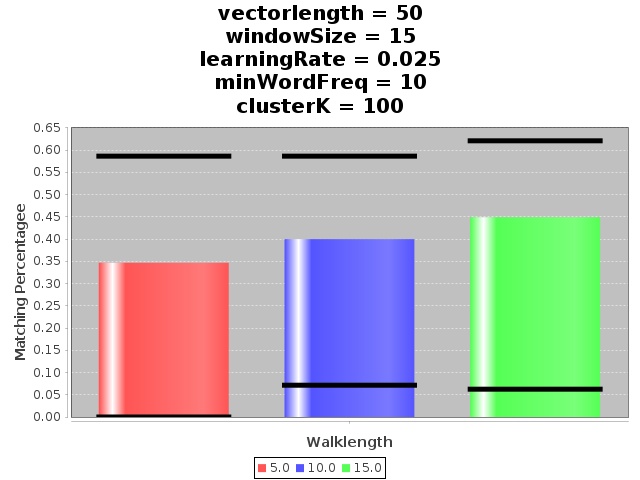 vectorlength = 50
windowSize = 15
learningRate = 0.025
minWordFreq = 10
clusterK = 100
Matching Percentagee
0.65
0.60
0.55
0.50
0.45
0.40
0.35
0.30
0.25
0.20
0.15
0.10
0.05
0.00
Walklength
5.0 10.0 15.0